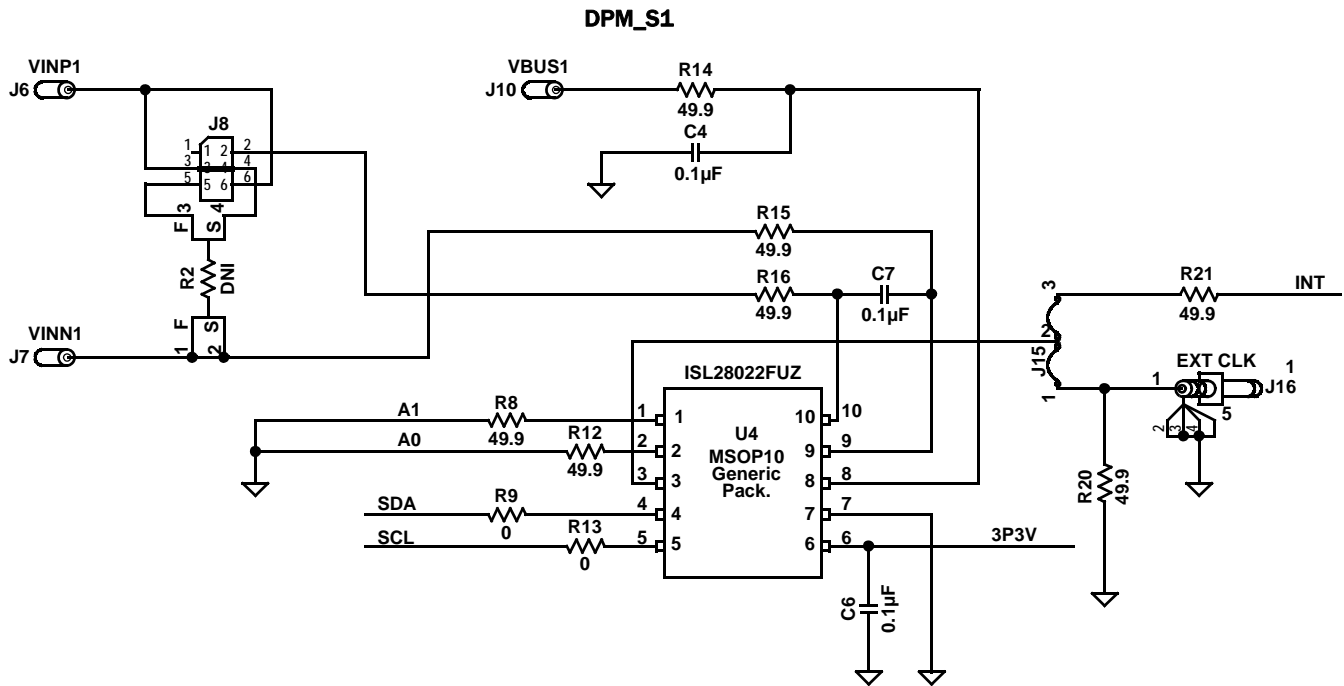 DPM_S1
VINP1
J6
VBUS1
J10
R14
49.9
C4
0.1µF
J8
1 1 2 2
3 3 4 4
5 5 6 6
3 4
F S
R2
DNI
F S
1 2
VINN1
J7
R15
49.9
R16
49.9
C7
0.1µF
3
2
J15
1
R21
49.9
INT
EXT CLK
1
1
J16
5
2 3 4
R20
49.9
ISL28022FUZ
U4
MSOP10
Generic
Pack.
A1
R8
49.9
1 1
A0
R12
49.9
2 2
3 3
SDA
R9
0
4 4
SCL
R13
0
5 5
10 10
9 9
8 8
7 7
6 6
3P3V
C6
0.1µF